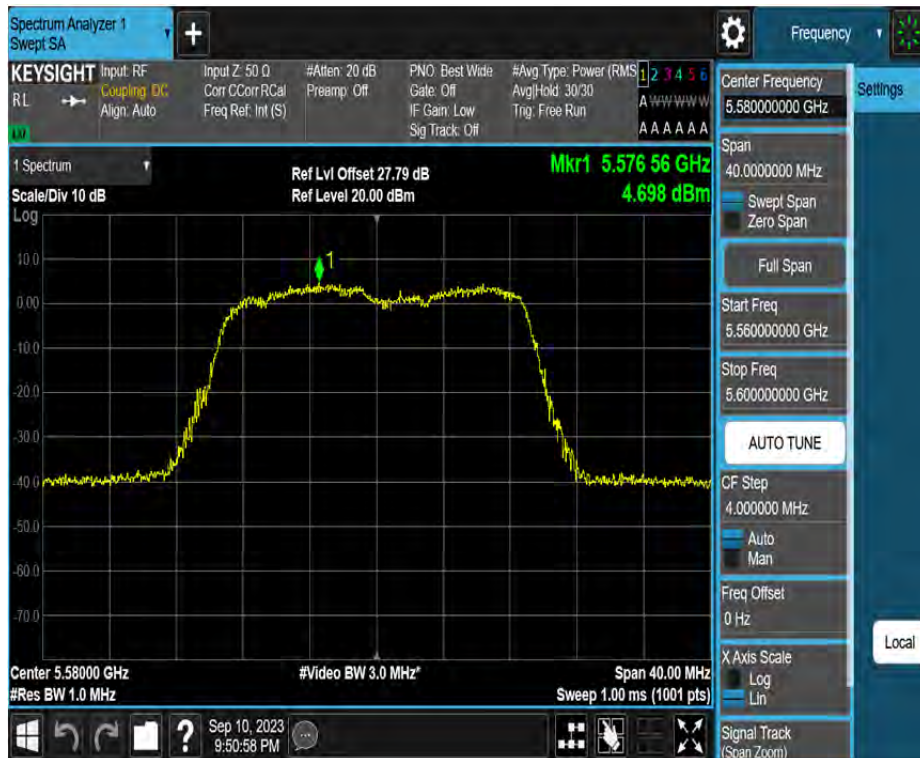 Spectrum Analyzer 1
Swept SA
Frequency
KEYSIGHT
RL
Input: RF
Coupling: DC
Align: Auto
Input Z: 50 Ω
Corr CCorr RCal
Freq Ref: Int (S)
#Atten: 20 dB
Preamp: Off
PNO: Best Wide
Gate: Off
IF Gain: Low
Sig Track: Off
#Avg Type: Power (RMS
Avg|Hold: 30/30
Trig: Free Run
1 2 3 4 5 6
A W W W W W
A A A A A A
Center Frequency
5.580000000 GHz
Settings
Span
40.0000000 MHz
Swept Span
Zero Span
Full Span
Start Freq
5.560000000 GHz
Stop Freq
5.600000000 GHz
AUTO TUNE
CF Step
4.000000 MHz
Auto
Man
Freq Offset
0 Hz
X Axis Scale
Log
Lin
Signal Track
(Span Zoom)
Local
1 Spectrum
Scale/Div 10 dB
Ref Lvl Offset 27.79 dB
Ref Level 20.00 dBm
Mkr1 5.576 56 GHz
4.698 dBm
Log
10.0
0.00
-10.0
-20.0
-30.0
-40.0
-50.0
-60.0
-70.0
1
Center 5.58000 GHz
#Res BW 1.0 MHz
#Video BW 3.0 MHz*
Span 40.00 MHz
Sweep 1.00 ms (1001 pts)
?
Sep 10, 2023
9:50:58 PM